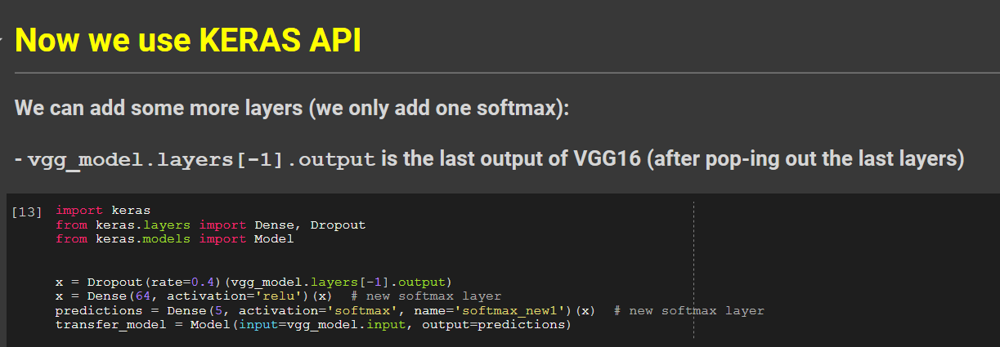 Now we use KERAS API
We can add some more layers (we only add one softmax):
- vgg_model.layers[-1].output is the last output of VGG16 (after pop-ing out the last layers)
[13] import keras
from keras.layers import Dense, Dropout
from keras.models import Model
x = Dropout(rate=0.4)(vgg_model.layers[-1].output)
x = Dense(64, activation='relu')(x)  # new softmax layer
predictions = Dense(5, activation='softmax', name='softmax_new1')(x)  # new softmax layer
transfer_model = Model(input=vgg_model.input, output=predictions)